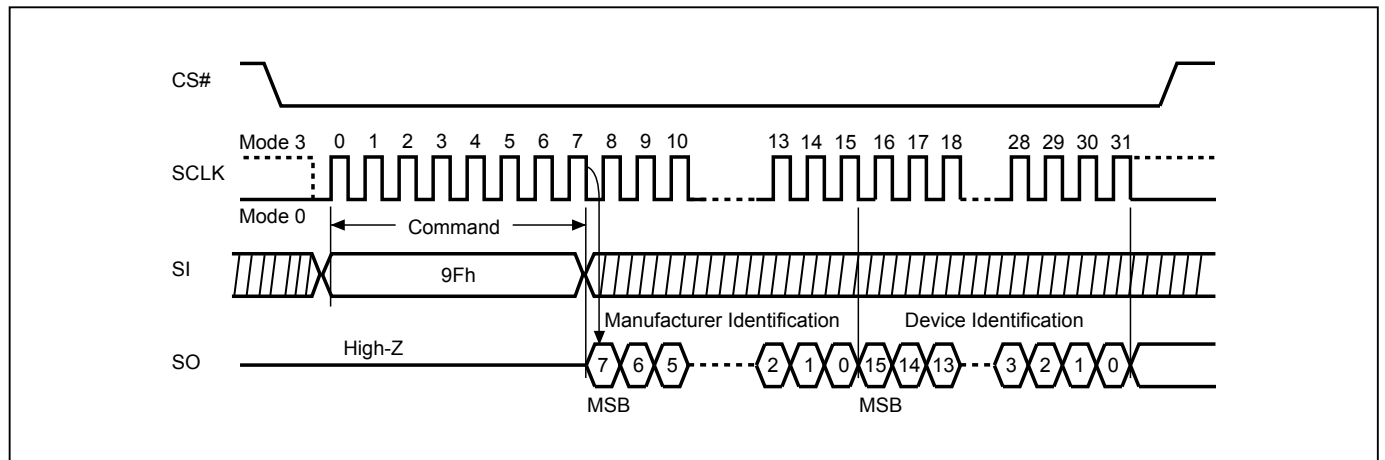 CS#
Mode 3 0 1 2 3 4 5 6 7 8 9 10 13 14 15 16 17 18 28 29 30 31
SCLK
Mode 0
Command
SI 9Fh
Manufacturer Identification Device Identification
High-Z
SO 7 6 5 2 1 0 15 14 13 3 2 1 0
MSB MSB